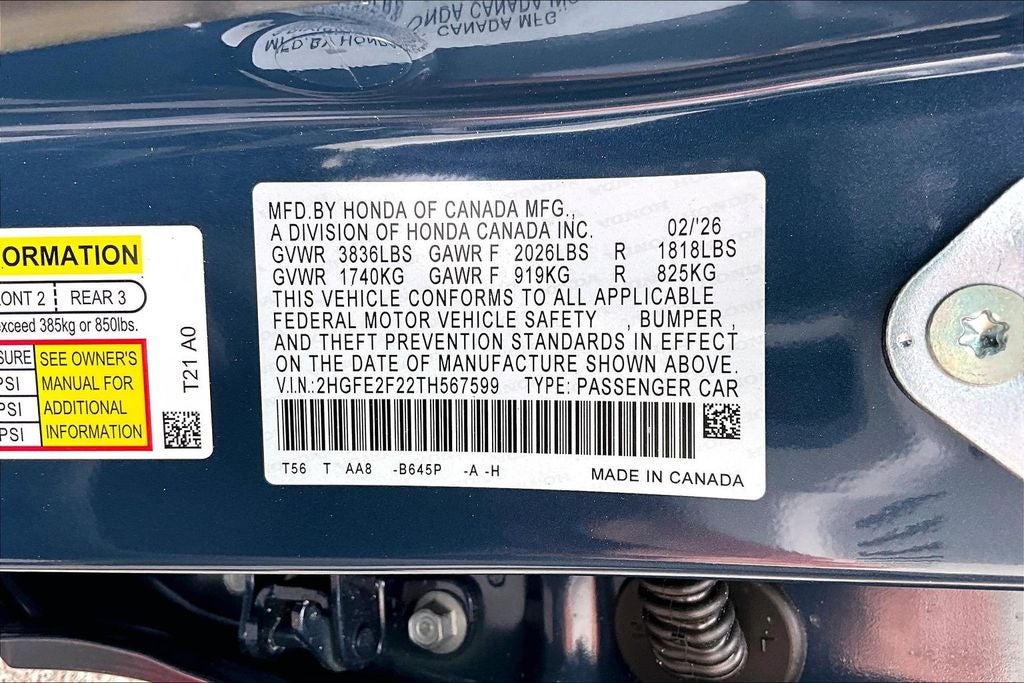 MFD.BY HONDA OF CANADA MFG.,
A DIVISION OF HONDA CANADA INC. 02/'26
GVWR 3836LBS GAWR F 2026LBS R 1818LBS
GVWR 1740KG GAWR F 919KG R 825KG
THIS VEHICLE CONFORMS TO ALL APPLICABLE
FEDERAL MOTOR VEHICLE SAFETY , BUMPER ,
AND THEFT PREVENTION STANDARDS IN EFFECT
ON THE DATE OF MANUFACTURE SHOWN ABOVE.
V.I.N.:2HGFE2F22TH567599 TYPE: PASSENGER CAR
T56 T AA8 -B645P -A -H
MADE IN CANADA
ORMATION
ONT 2 REAR 3
exceed 385kg or 850lbs.
SURE SEE OWNER'S
PSI MANUAL FOR
PSI ADDITIONAL
PSI INFORMATION
T21 A0